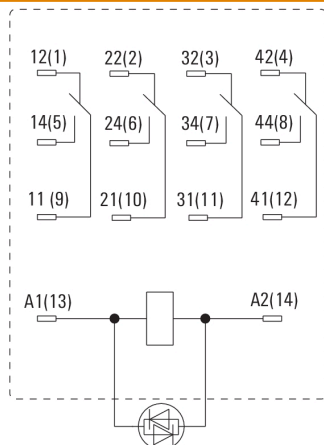 12(1) 22(2) 32(3) 42(4)
14(5) 24(6) 34(7) 44(8)
11 (9) 21(10) 31(11) 41(12)
A1(13) A2(14)